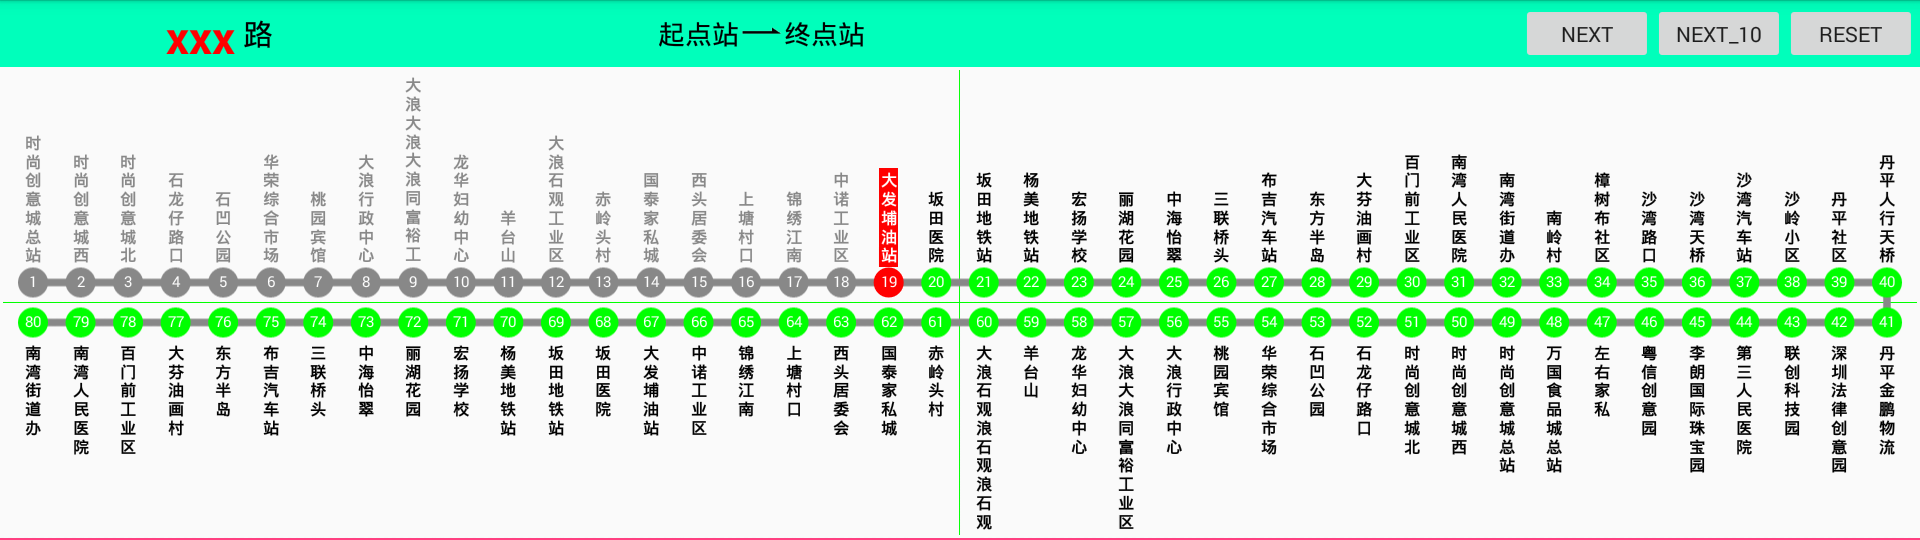 xxx 路
起点站一终点站
NEXT
NEXT_10
RESET
时尚创意城总站
时尚创意城西
时尚创意城北
石龙仔路口
石凹公园
华荣综合市场
桃园宾馆
大浪行政中心
大浪大浪大浪同富裕工
龙华妇幼中心
羊台山
大浪石观工业区
赤岭头村
国泰家私城
西头居委会
上塘村口
锦绣江南
中诺工业区
大发埔油站
坂田医院
坂田地铁站
杨美地铁站
宏扬学校
丽湖花园
中海怡翠
三联桥头
布吉汽车站
东方半岛
大芬油画村
百门前工业区
南湾人民医院
南湾街道办
南岭村
樟树布社区
沙湾路口
沙湾天桥
沙湾汽车站
沙岭小区
丹平社区
丹平人行天桥
1 2 3 4 5 6 7 8 9 10 11 12 13 14 15 16 17 18 19 20 21 22 23 24 25 26 27 28 29 30 31 32 33 34 35 36 37 38 39 40
80 79 78 77 76 75 74 73 72 71 70 69 68 67 66 65 64 63 62 61 60 59 58 57 56 55 54 53 52 51 50 49 48 47 46 45 44 43 42 41
南湾街道办
南湾人民医院
百门前工业区
大芬油画村
东方半岛
布吉汽车站
三联桥头
中海怡翠
丽湖花园
宏扬学校
杨美地铁站
坂田地铁站
坂田医院
大发埔油站
中诺工业区
锦绣江南
上塘村口
西头居委会
国泰家私城
赤岭头村
大浪石观浪石观浪石观
羊台山
龙华妇幼中心
大浪大浪同富裕工业区
大浪行政中心
桃园宾馆
华荣综合市场
石凹公园
石龙仔路口
时尚创意城北
时尚创意城西
时尚创意城总站
万国食品城总站
左右家私
粤信创意园
李朗国际珠宝园
第三人民医院
联创科技园
深圳法律创意园
丹平金鹏物流